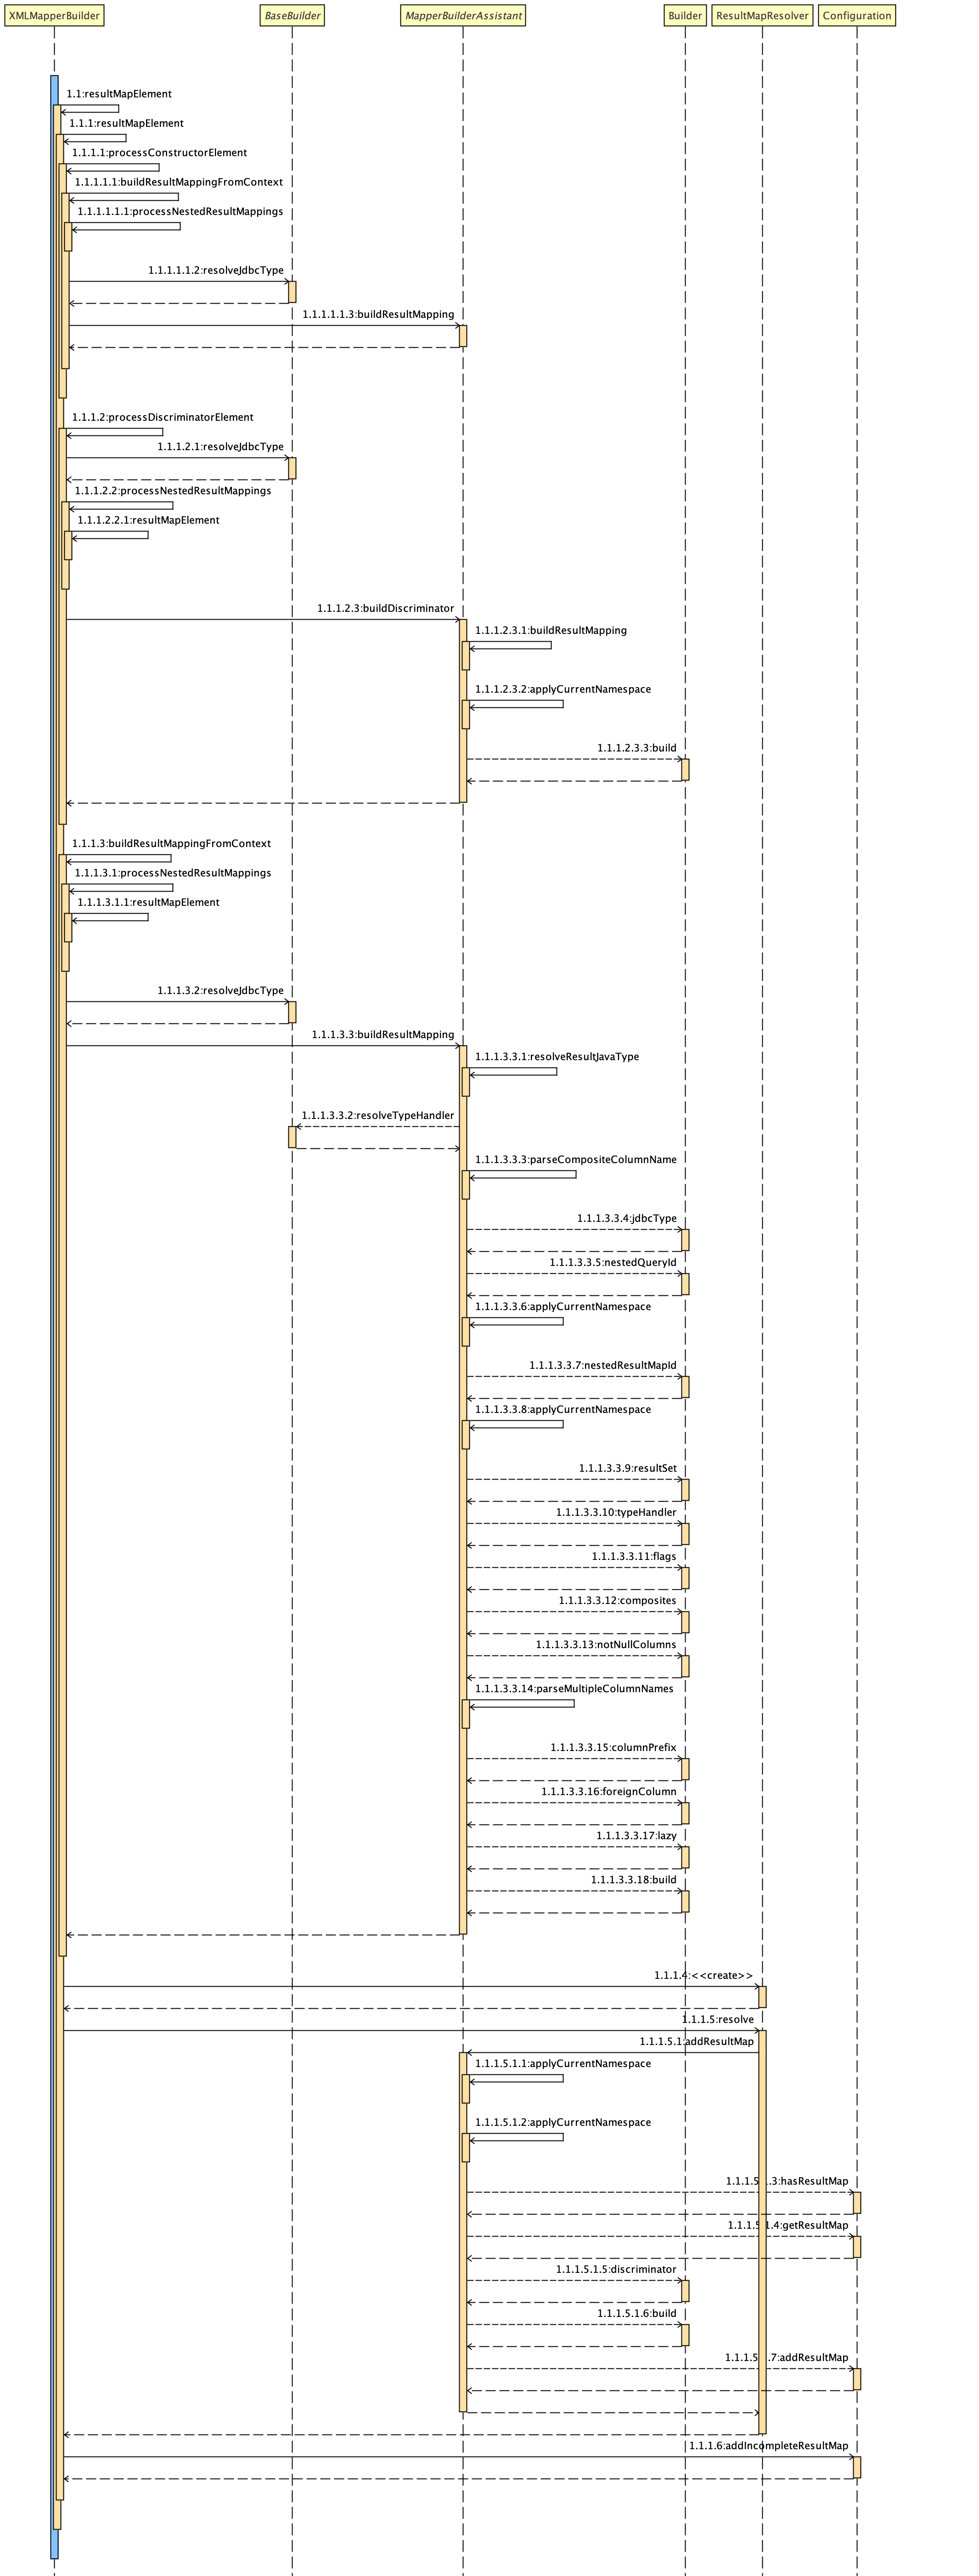 XMLMapperBuilder
BaseBuilder
MapperBuilderAssistant
Builder
ResultMapResolver
Configuration
1.1:resultMapElement
1.1.1:resultMapElement
1.1.1.1:processConstructorElement
1.1.1.1.1:buildResultMappingFromContext
1.1.1.1.1.1:processNestedResultMappings
1.1.1.1.1.2:resolveJdbcType
1.1.1.1.1.3:buildResultMapping
1.1.1.2:processDiscriminatorElement
1.1.1.2.1:resolveJdbcType
1.1.1.2.2:processNestedResultMappings
1.1.1.2.2.1:resultMapElement
1.1.1.2.3:buildDiscriminator
1.1.1.2.3.1:buildResultMapping
1.1.1.2.3.2:applyCurrentNamespace
1.1.1.2.3.3:build
1.1.1.3:buildResultMappingFromContext
1.1.1.3.1:processNestedResultMappings
1.1.1.3.1.1:resultMapElement
1.1.1.3.2:resolveJdbcType
1.1.1.3.3:buildResultMapping
1.1.1.3.3.1:resolveResultJavaType
1.1.1.3.3.2:resolveTypeHandler
1.1.1.3.3.3:parseCompositeColumnName
1.1.1.3.3.4:jdbcType
1.1.1.3.3.5:nestedQueryId
1.1.1.3.3.6:applyCurrentNamespace
1.1.1.3.3.7:nestedResultMapId
1.1.1.3.3.8:applyCurrentNamespace
1.1.1.3.3.9:resultSet
1.1.1.3.3.10:typeHandler
1.1.1.3.3.11:flags
1.1.1.3.3.12:composites
1.1.1.3.3.13:notNullColumns
1.1.1.3.3.14:parseMultipleColumnNames
1.1.1.3.3.15:columnPrefix
1.1.1.3.3.16:foreignColumn
1.1.1.3.3.17:lazy
1.1.1.3.3.18:build
1.1.1.4:<<create>>
1.1.1.5:resolve
1.1.1.5.1:addResultMap
1.1.1.5.1.1:applyCurrentNamespace
1.1.1.5.1.2:applyCurrentNamespace
1.1.1.5.1.3:hasResultMap
1.1.1.5.1.4:getResultMap
1.1.1.5.1.5:discriminator
1.1.1.5.1.6:build
1.1.1.5.1.7:addResultMap
1.1.1.6:addIncompleteResultMap